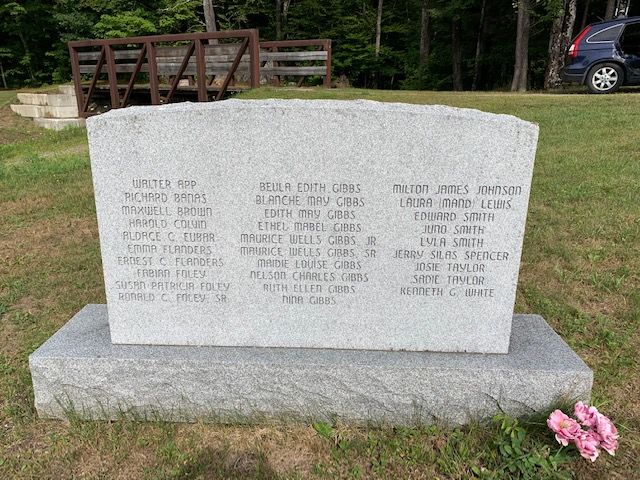 WALTER APP
RICHARD BANAS
MAXWELL BROWN
HAROLD COLVIN
ALDACE C. EUKAR
EMMA FLANDERS
ERNEST C. FLANDERS
FABIAN FOLEY
SUSAN PATRICIA FOLEY
RONALD C. FOLEY, SR.
BEULA EDITH GIBBS
BLANCHE MAY GIBBS
EDITH MAY GIBBS
ETHEL MABEL GIBBS
MAURICE WELLS GIBBS, JR.
MAURICE WELLS GIBBS, SR.
MAIDIE LOUISE GIBBS
NELSON CHARLES GIBBS
RUTH ELLEN GIBBS
NINA GIBBS
MILTON JAMES JOHNSON
LAURA (MAND) LEWIS
EDWARD SMITH
JUNO SMITH
LYLA SMITH
JERRY SILAS SPENCER
JOSIE TAYLOR
SADIE TAYLOR
KENNETH G. WHITE